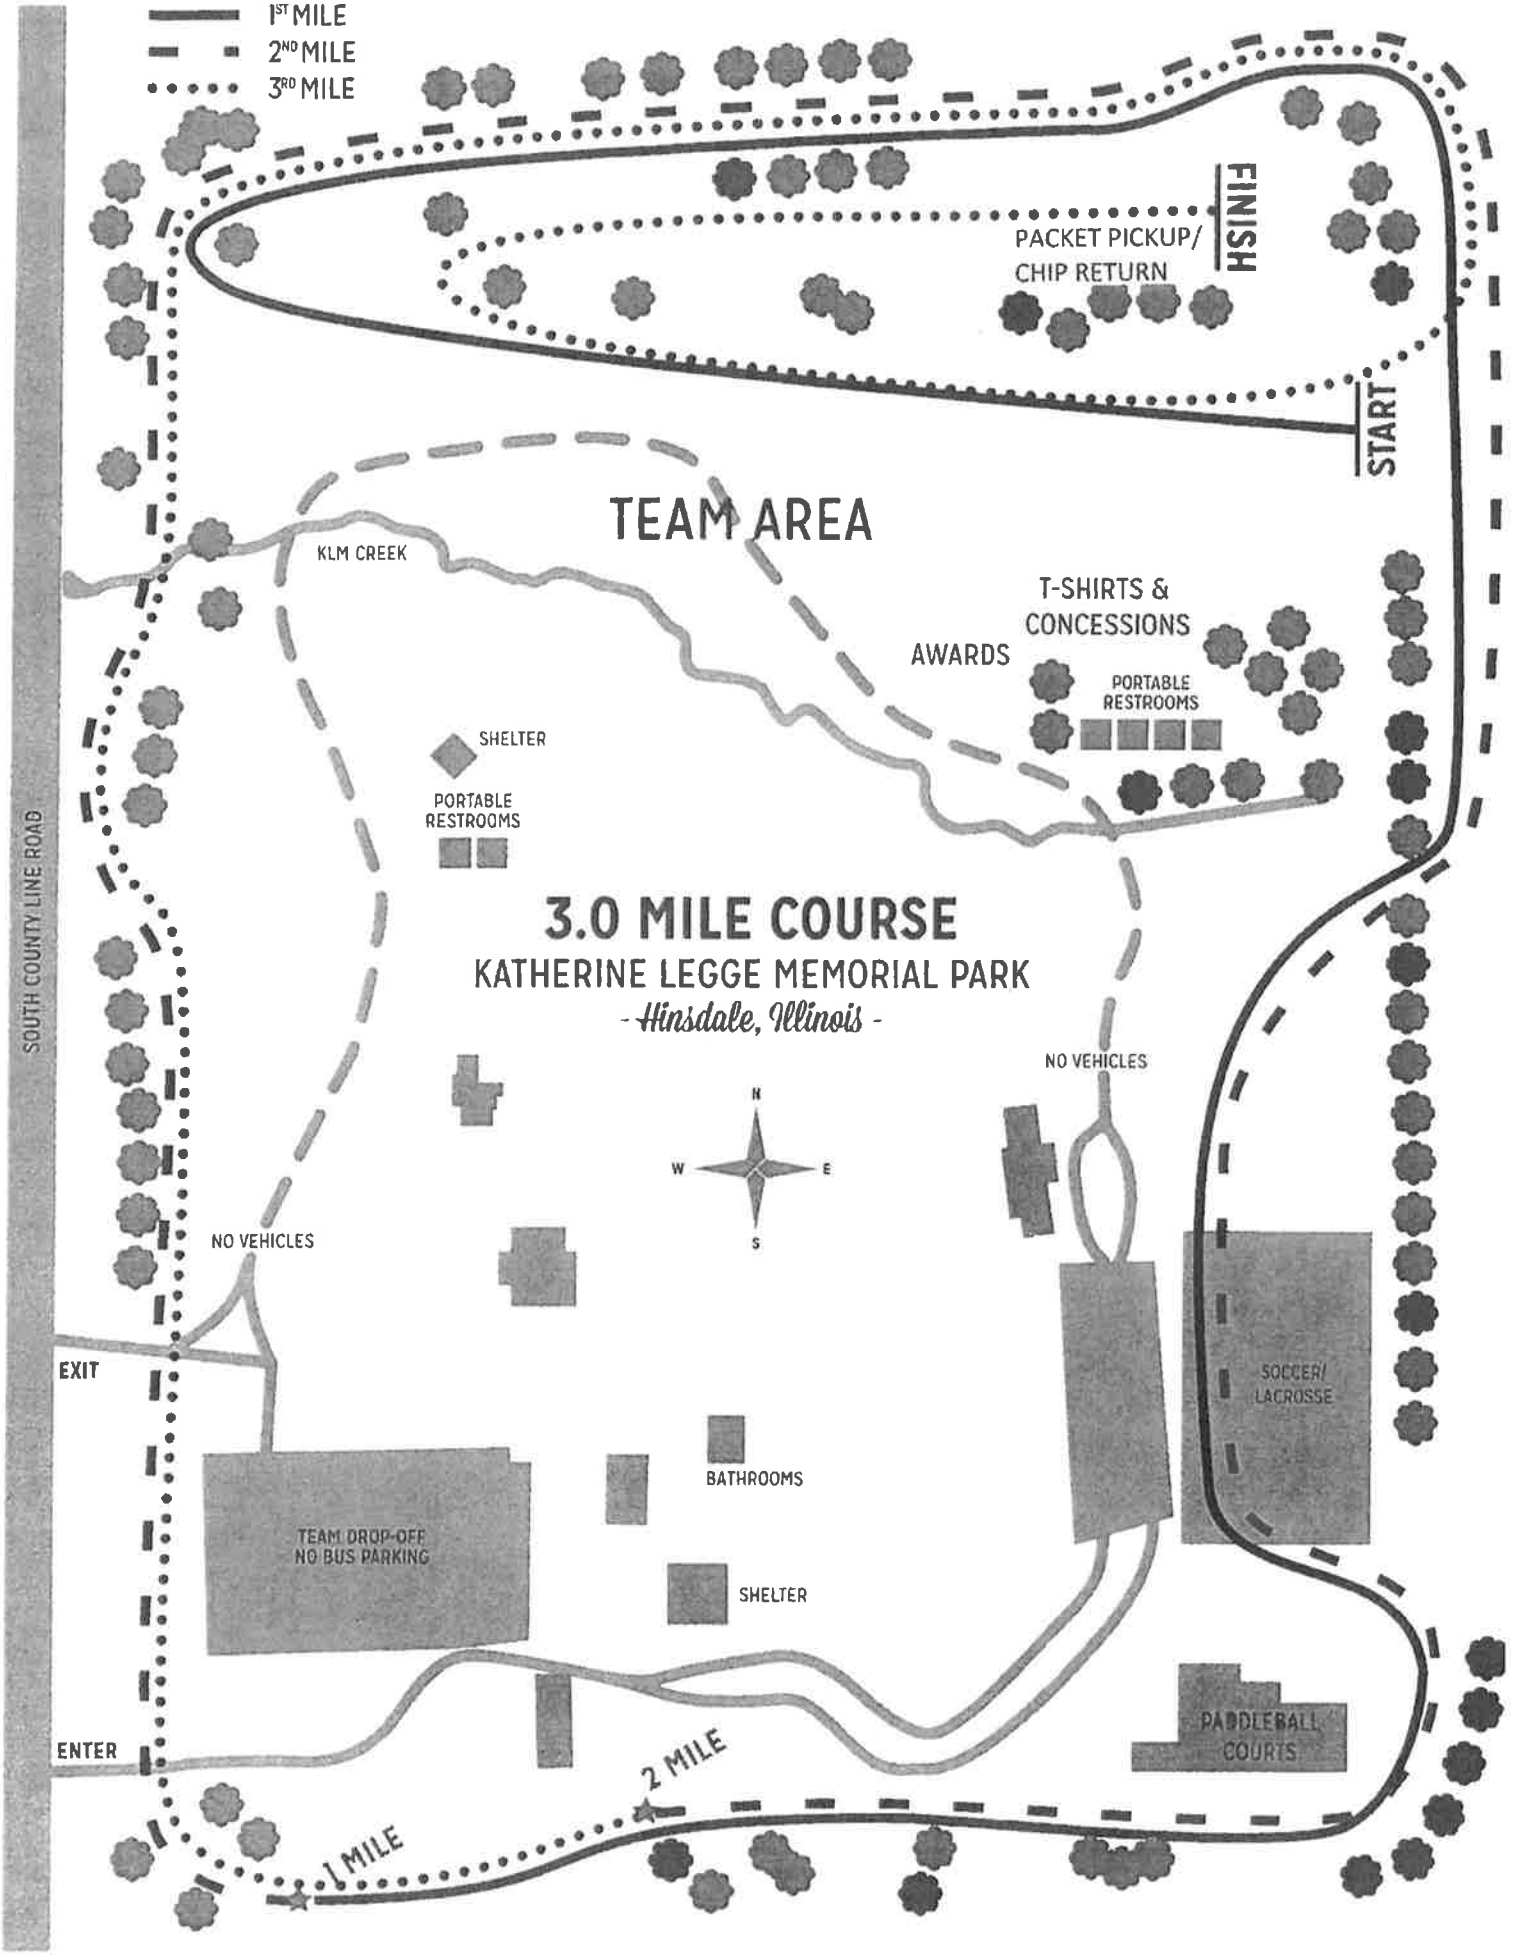 1ST MILE
2ND MILE
3RD MILE
FINISH
PACKET PICKUP/
CHIP RETURN
START
TEAM AREA
KLM CREEK
T-SHIRTS &
CONCESSIONS
AWARDS
PORTABLE
RESTROOMS
SHELTER
PORTABLE
RESTROOMS
SOUTH COUNTY LINE ROAD
3.0 MILE COURSE
KATHERINE LEGGE MEMORIAL PARK
- Hinsdale, Illinois -
NO VEHICLES
N
W E
S
NO VEHICLES
EXIT
SOCCER/
LACROSSE
BATHROOMS
TEAM DROP-OFF
NO BUS PARKING
SHELTER
PADDLEBALL
COURTS
ENTER
2 MILE
1 MILE